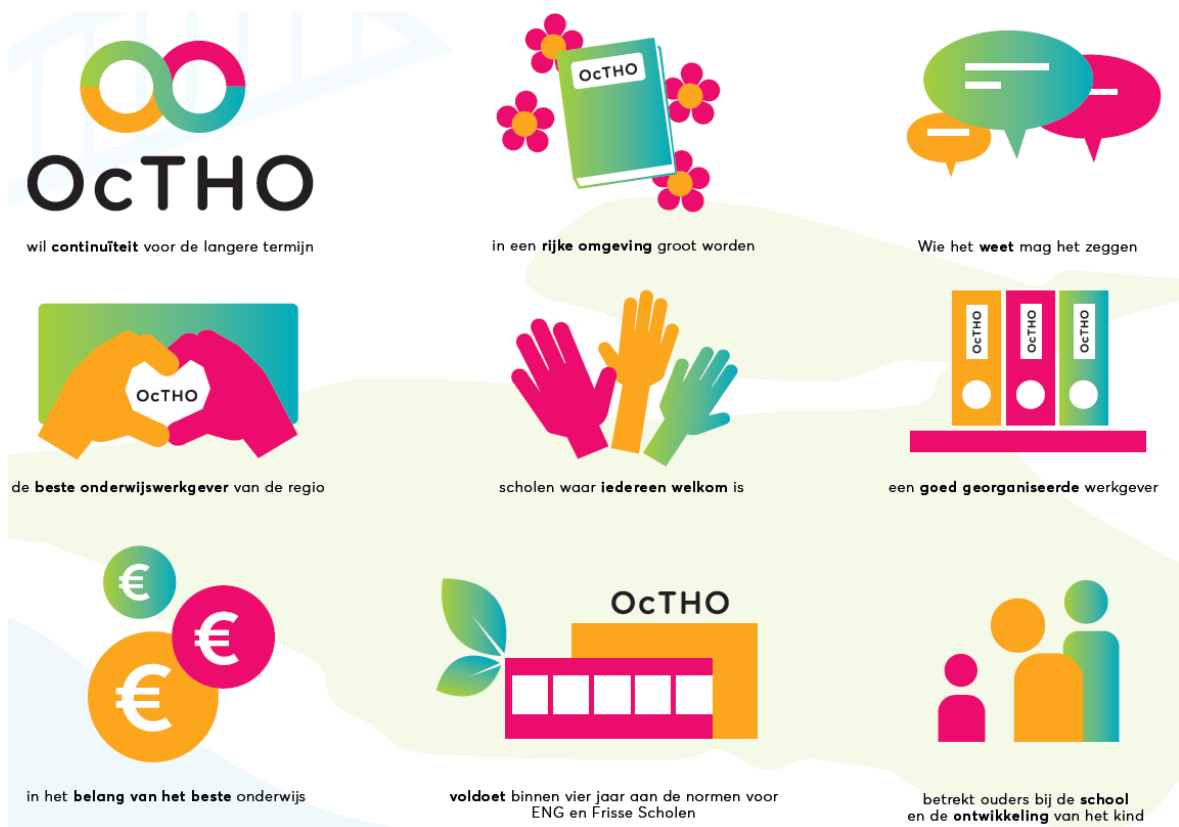 OcTHO
wil continuïteit voor de langere termijn
OcTHO
in een rijke omgeving groot worden
Wie het weet mag het zeggen
OcTHO
de beste onderwijswerkgever van de regio
scholen waar iedereen welkom is
OcTHO
OcTHO
OcTHO
een goed georganiseerde werkgever
€
€
€
in het belang van het beste onderwijs
OcTHO
voldoet binnen vier jaar aan de normen voor
ENG en Frisse Scholen
betrekt ouders bij de school
en de ontwikkeling van het kind